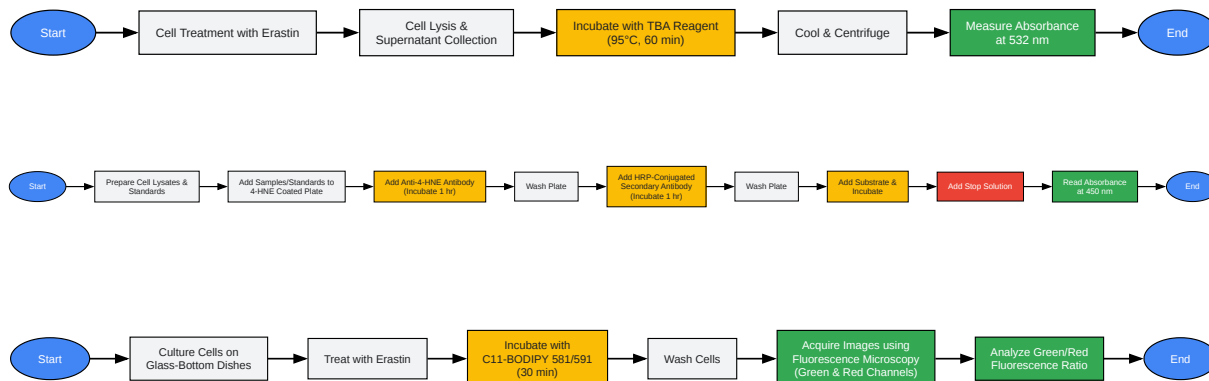 Start
Cell Treatment with Erastin
Cell Lysis &
Supernatant Collection
Incubate with TBA Reagent
(95°C, 60 min)
Cool & Centrifuge
Measure Absorbance
at 532 nm
End
Start
Prepare Cell Lysates &
Standards
Add Samples/Standards to
4-HNE Coated Plate
Add Anti-4-HNE Antibody
(Incubate 1 hr)
Wash Plate
Add HRP-Conjugated
Secondary Antibody
(Incubate 1 hr)
Wash Plate
Add Substrate &
Incubate
Add Stop Solution
Read Absorbance
at 450 nm
End
Start
Culture Cells on
Glass-Bottom Dishes
Treat with Erastin
Incubate with
C11-BODIPY 581/591
(30 min)
Wash Cells
Acquire Images using
Fluorescence Microscopy
(Green & Red Channels)
Analyze Green/Red
Fluorescence Ratio
End